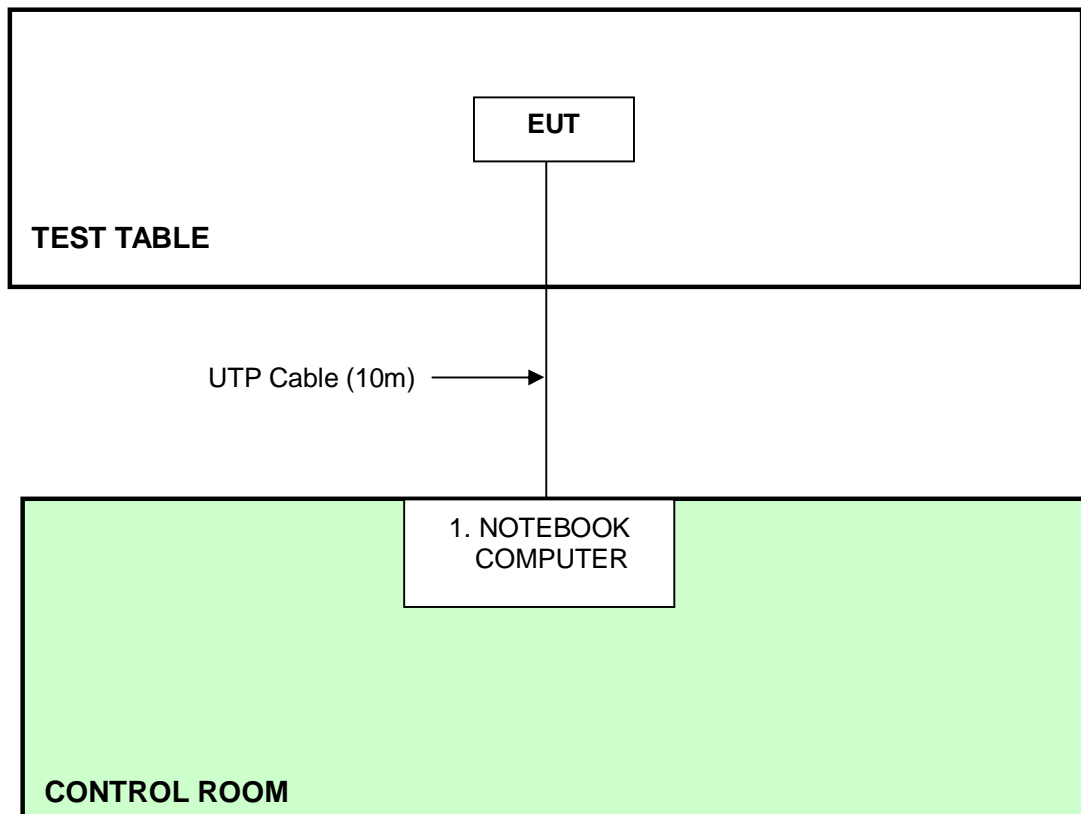 EUT
TEST TABLE
UTP Cable (10m)
1. NOTEBOOK
COMPUTER
CONTROL ROOM